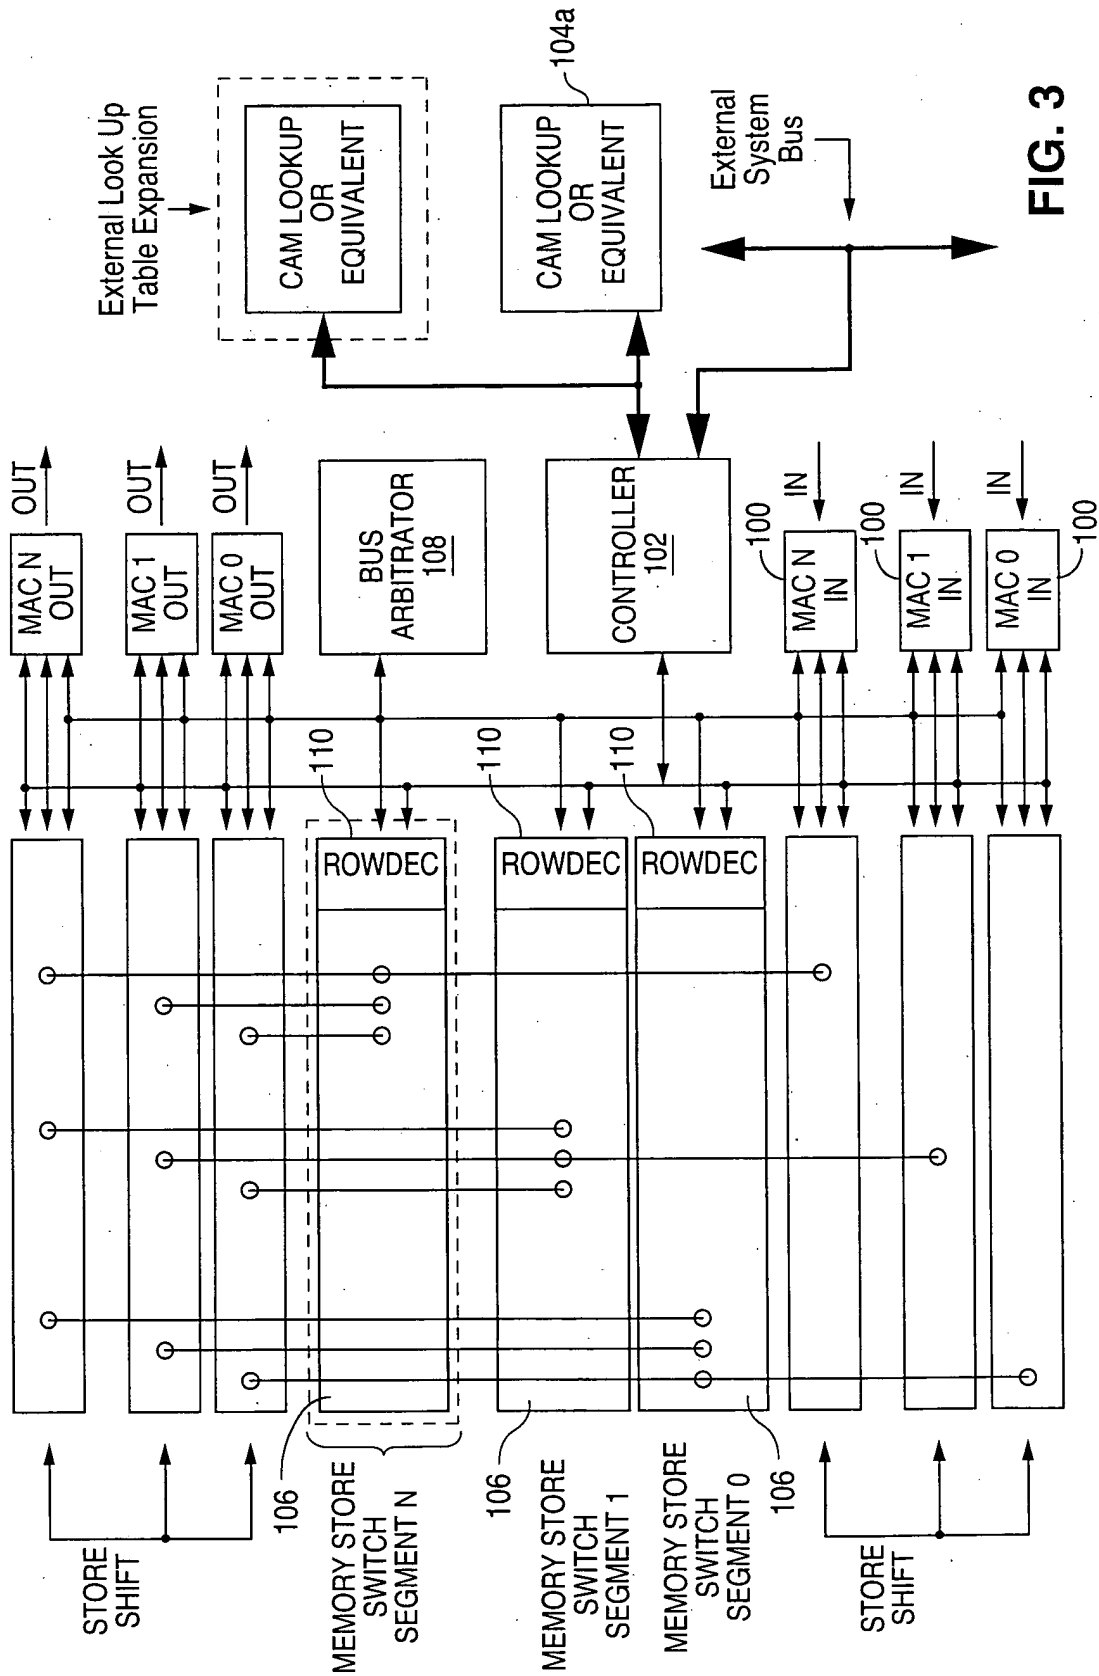 STORE
SHIFT
MEMORY STORE
SWITCH
SEGMENT N
106
MEMORY STORE
SWITCH
SEGMENT 1
106
MEMORY STORE
SWITCH
SEGMENT 0
106
STORE
SHIFT
ROWDEC
110
ROWDEC
110
ROWDEC
110
MAC N
OUT
OUT
MAC 1
OUT
OUT
MAC 0
OUT
OUT
BUS
ARBITRATOR
108
CONTROLLER
102
MAC N
IN
100
IN
MAC 1
IN
100
IN
MAC 0
IN
100
IN
External Look Up
Table Expansion
CAM LOOKUP
OR
EQUIVALENT
CAM LOOKUP
OR
EQUIVALENT
104a
External
System
Bus
FIG. 3